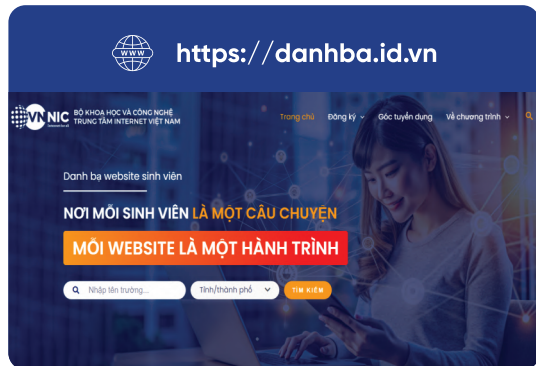 WWW
https://danhba.id.vn
VNNIC
BỘ KHOA HỌC VÀ CÔNG NGHỆ
TRUNG TÂM INTERNET VIỆT NAM
Trang chủ Đăng ký Góc tuyển dụng Về chương trình
Danh bạ website sinh viên
NƠI MỖI SINH VIÊN LÀ MỘT CÂU CHUYỆN
MỖI WEBSITE LÀ MỘT HÀNH TRÌNH
Nhập tên trường... Tỉnh/thành phố TÌM KIẾM